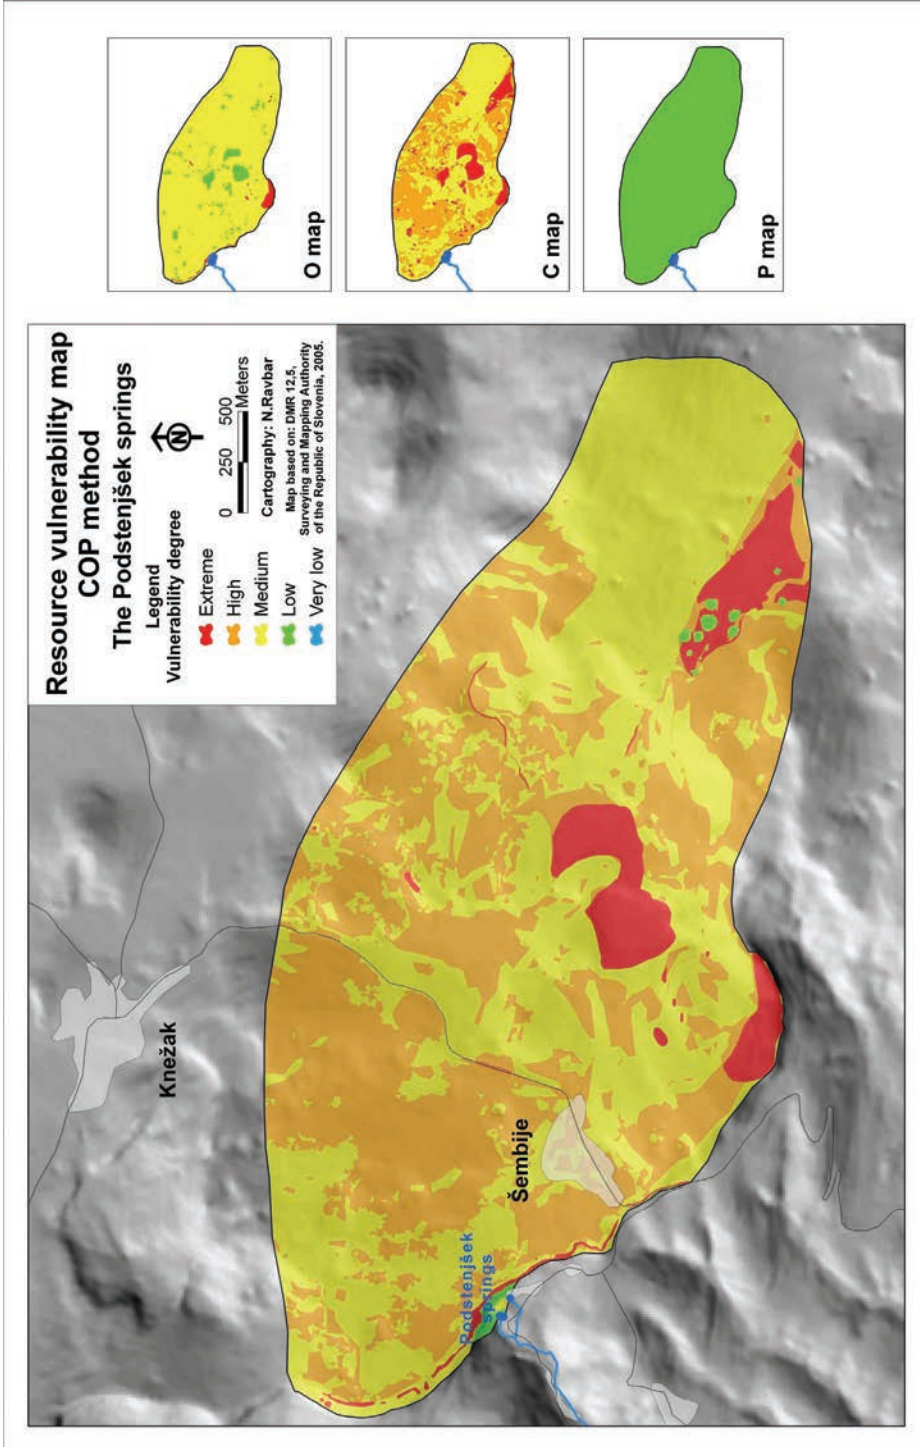 Resource vulnerability map
COP method
The Podstenjšek springs
Legend
Vulnerability degree
Extreme
High
Medium
Low
Very low
N
0 250 500
Meters
Cartography: N.Ravbar
Map based on: DMR 12,5,
Surveying and Mapping Authority
of the Republic of Slovenia, 2005.
Knežak
Šembije
Podstenjšek
springs
O map
C map
P map